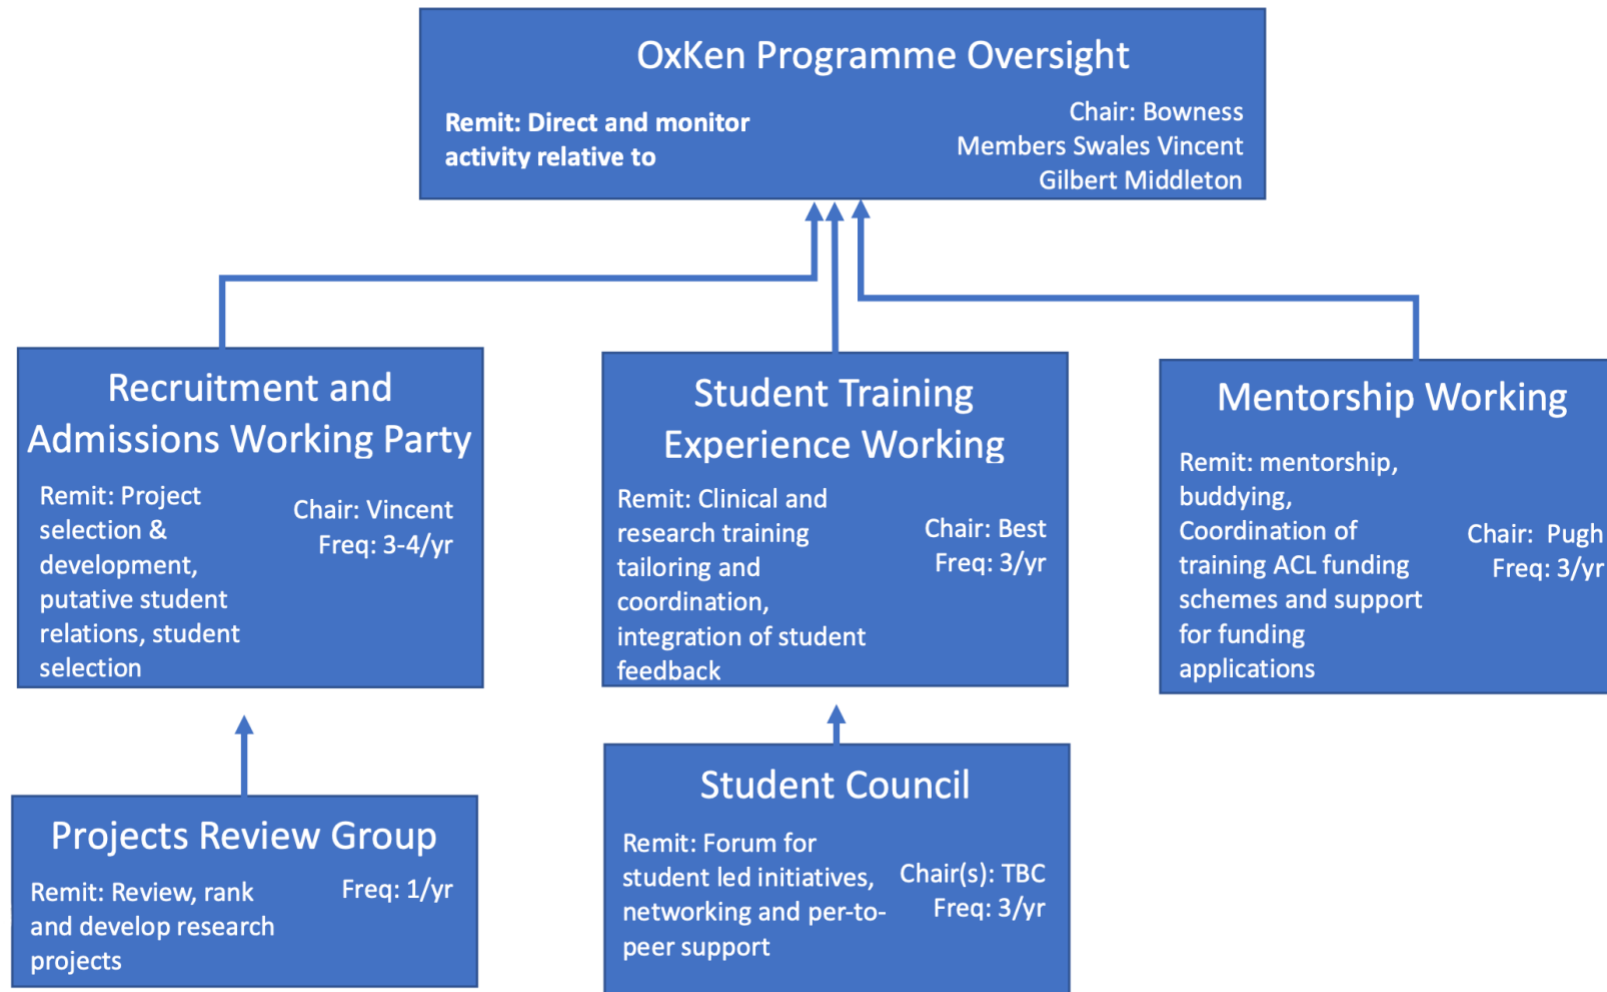 OxKen Programme Oversight
Remit: Direct and monitor
activity relative to
Chair: Bowness
Members Swales Vincent
Gilbert Middleton
Recruitment and
Admissions Working Party
Remit: Project
selection &
development,
putative student
relations, student
selection
Chair: Vincent
Freq: 3-4/yr
Student Training
Experience Working
Remit: Clinical and
research training
tailoring and
coordination,
integration of student
feedback
Chair: Best
Freq: 3/yr
Mentorship Working
Remit: mentorship,
buddying,
Coordination of
training ACL funding
schemes and support
for funding
applications
Chair:  Pugh
Freq: 3/yr
Projects Review Group
Remit: Review, rank
and develop research
projects
Freq: 1/yr
Student Council
Remit: Forum for
student led initiatives,
networking and per-to-
peer support
Chair(s): TBC
Freq: 3/yr